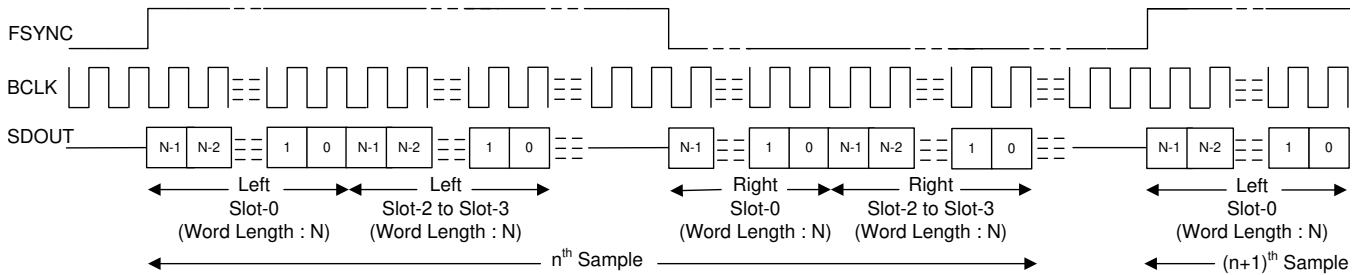 FSYNC
BCLK
SDOUT
N-1 N-2 1 0 N-1 N-2 1 0 N-1 1 0 N-1 N-2 1 0 N-1 N-2 1 0
Left Left Right Right Left
Slot-0 Slot-2 to Slot-3 Slot-0 Slot-2 to Slot-3 Slot-0
(Word Length : N) (Word Length : N) (Word Length : N) (Word Length : N) (Word Length : N)
nth Sample (n+1)th Sample